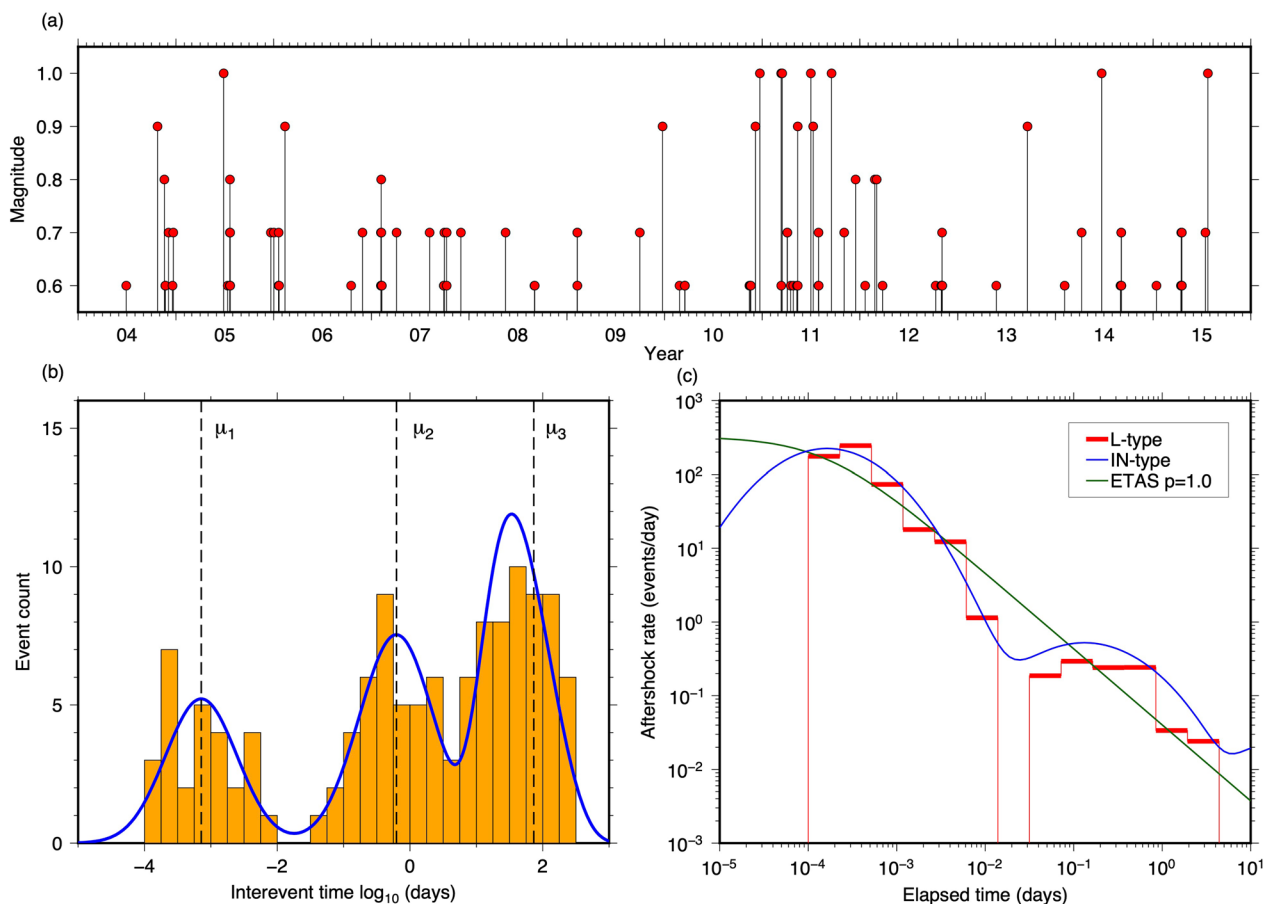 (a)
Magnitude
1.0
0.9
0.8
0.7
0.6
04 05 06 07 08 09 10 11 12 13 14 15
Year
(b)
Event count
15
10
5
0
μ1 μ2 μ3
−4 −2 0 2
Interevent time log10 (days)
(c)
Aftershock rate (events/day)
10^3
10^2
10^1
10^0
10^−1
10^−2
10^−3
L-type
IN-type
ETAS p=1.0
10^−5 10^−4 10^−3 10^−2 10^−1 10^0 10^1
Elapsed time (days)